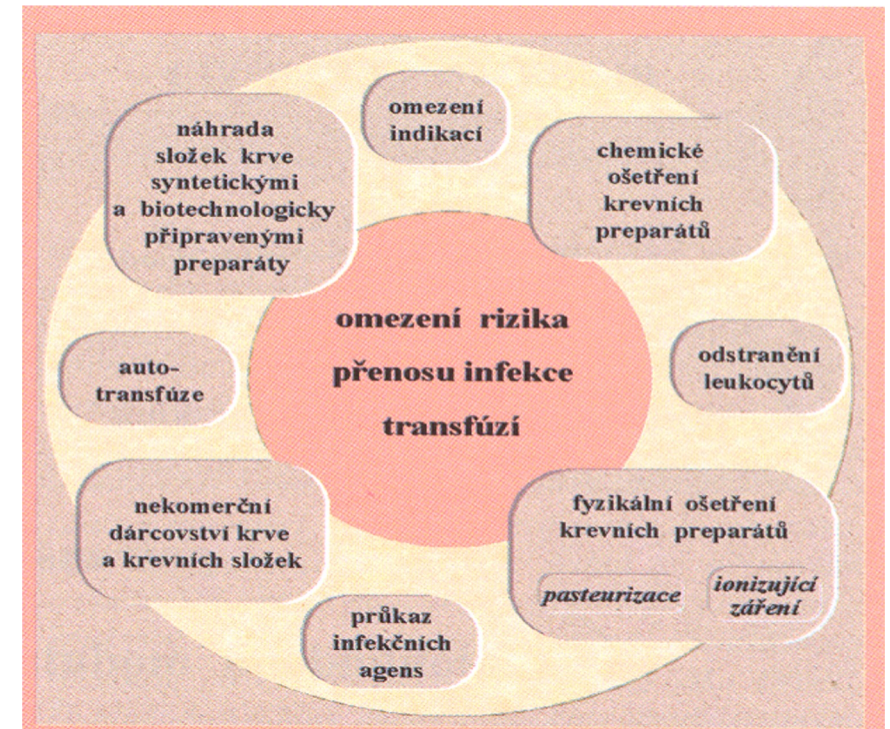 omezení
indikací
náhrada
složek krve
syntetickými
a biotechnologicky
připravenými
preparáty
chemické
ošetření
krevních
preparátů
omezení rizika
přenosu infekce
transfúzí
auto-
transfúze
odstranění
leukocytů
nekomerční
dárcovství krve
a krevních složek
fyzikální ošetření
krevních preparátů
pasteurizace
ionizující
záření
průkaz
infekčních
agens